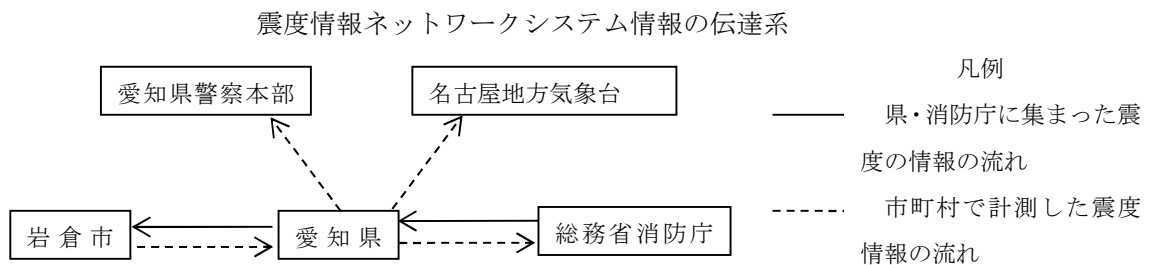 震度情報ネットワークシステム情報の伝達系
愛知県警察本部
名古屋地方気象台
岩倉市
愛知県
総務省消防庁
凡例
県・消防庁に集まった震
度の情報の流れ
市町村で計測した震度
情報の流れ